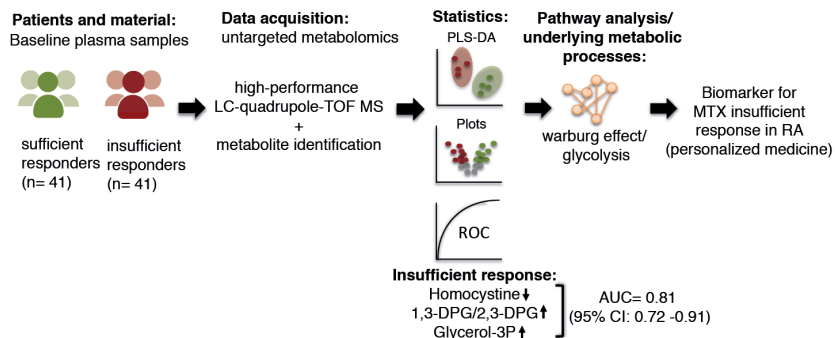 Patients and material:
Baseline plasma samples
sufficient
responders
(n= 41)
insufficient
responders
(n= 41)
Data acquisition:
untargeted metabolomics
high-performance
LC-quadrupole-TOF MS
+
metabolite identification
Statistics:
PLS-DA
Plots
ROC
Insufficient response:
Homocystine
1,3-DPG/2,3-DPG
Glycerol-3P
AUC= 0.81
(95% CI: 0.72 -0.91)
Pathway analysis/
underlying metabolic
processes:
warburg effect/
glycolysis
Biomarker for
MTX insufficient
response in RA
(personalized medicine)